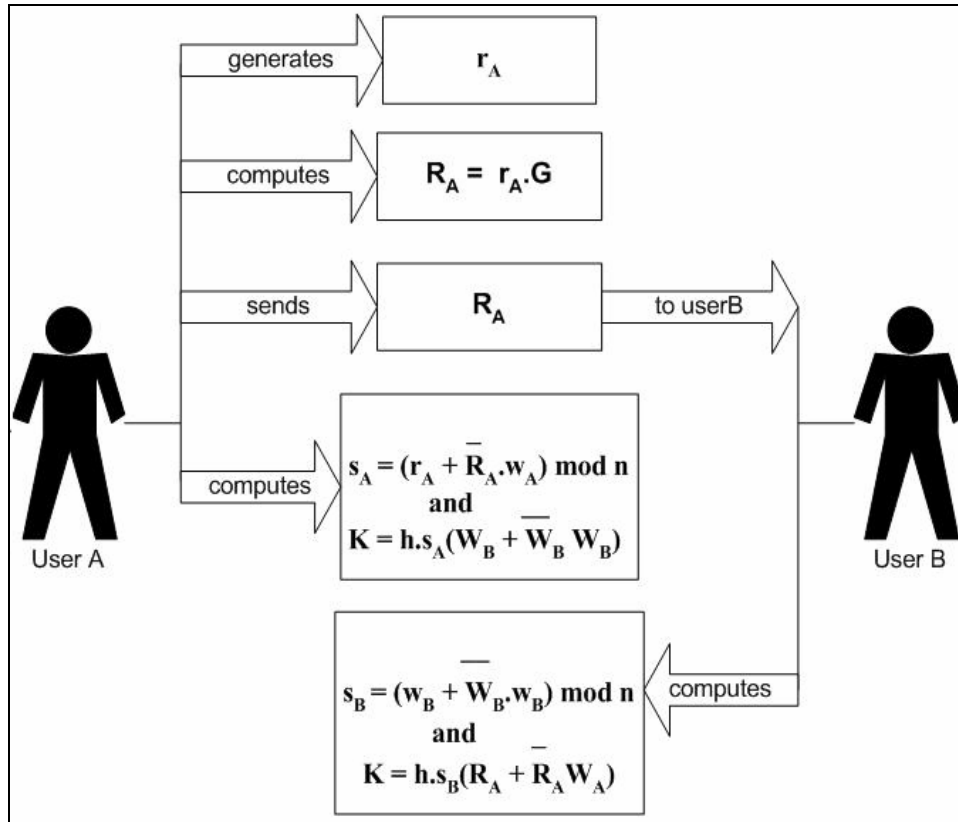 generates
r_A
computes
R_A = r_A.G
sends
R_A
to userB
User A
User B
computes
s_A = (r_A + R̅_A.w_A) mod n
and
K = h.s_A(W_B + W̅_B W_B)
s_B = (w_B + W̅_B.w_B) mod n
and
K = h.s_B(R_A + R̅_A W_A)
computes